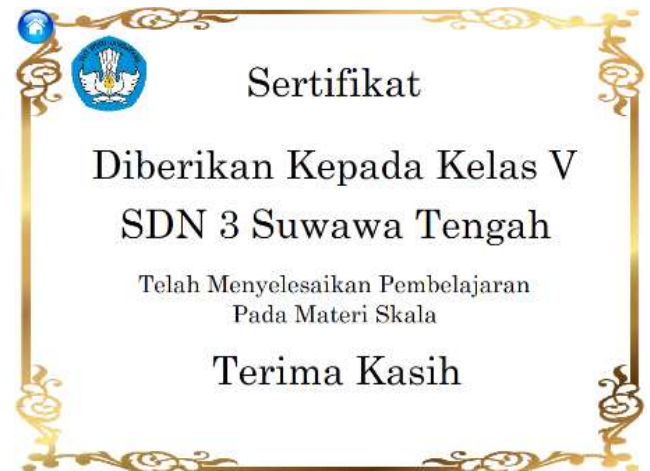 Sertifikat
Diberikan Kepada Kelas V
SDN 3 Suwawa Tengah
Telah Menyelesaikan Pembelajaran
Pada Materi Skala
Terima Kasih